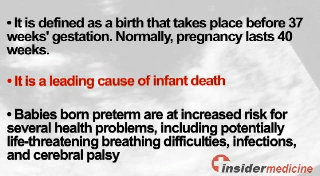 • It is defined as a birth that takes place before 37
weeks' gestation. Normally, pregnancy lasts 40
weeks.
• It is a leading cause of infant death
• Babies born preterm are at increased risk for
several health problems, including potentially
life-threatening breathing difficulties, infections,
and cerebral palsy
insidermedicine